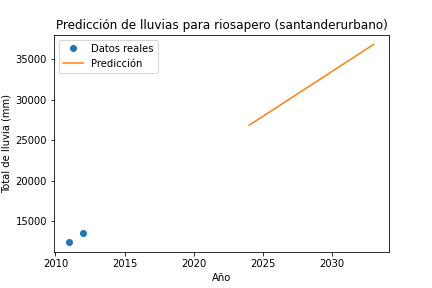 Predicción de lluvias para riosapero (santanderurbano)
Datos reales
Predicción
Total de lluvia (mm)
35000
30000
25000
20000
15000
2010
2015
2020
2025
2030
Año